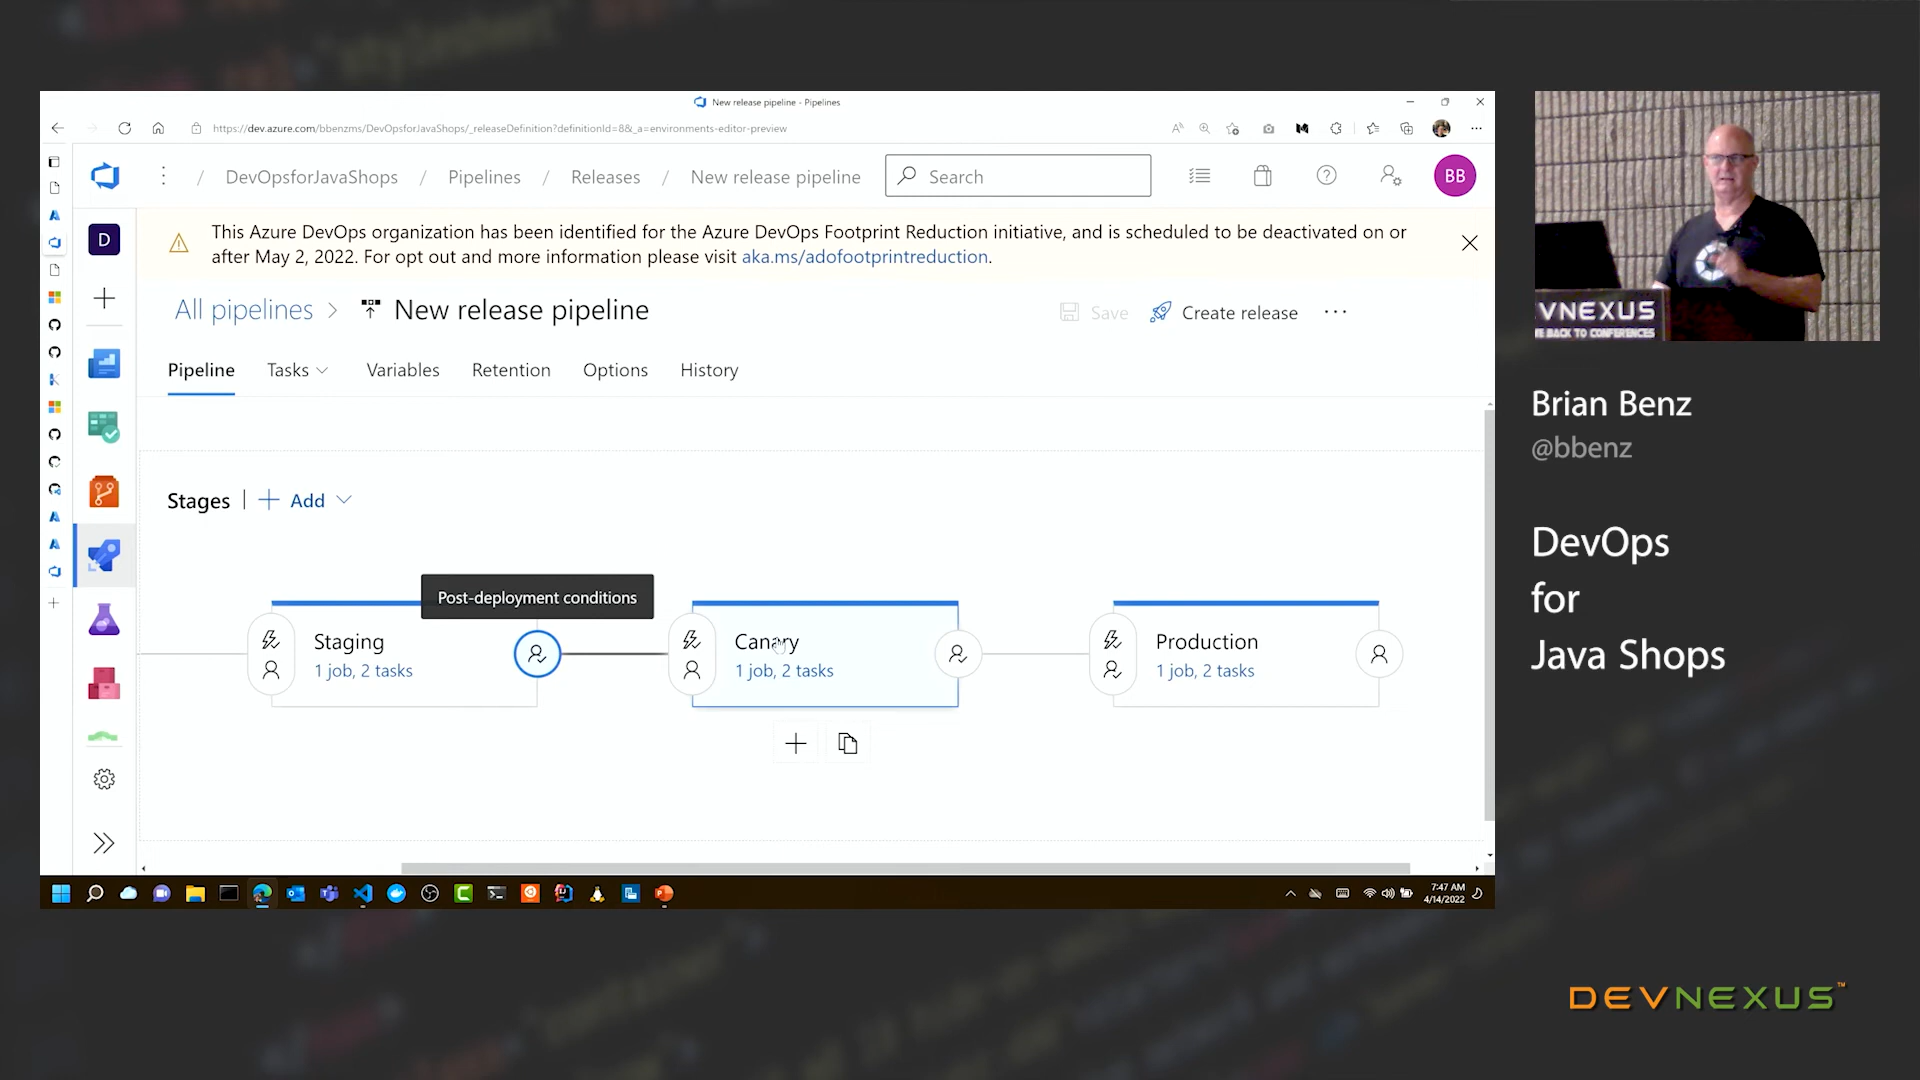 New release pipeline - Pipelines
https://dev.azure.com/bbenzms/DevOpsforJavaShops/_releaseDefinition?definitionId=8&_a=environments-editor-preview
/ DevOpsforJavaShops / Pipelines / Releases / New release pipeline
Search
BB
D
This Azure DevOps organization has been identified for the Azure DevOps Footprint Reduction initiative, and is scheduled to be deactivated on or
after May 2, 2022. For opt out and more information please visit aka.ms/adofootprintreduction.
All pipelines > New release pipeline
Save
Create release
Pipeline Tasks Variables Retention Options History
Stages | + Add
Post-deployment conditions
Staging
1 job, 2 tasks
Canary
1 job, 2 tasks
Production
1 job, 2 tasks
7:47 AM
4/14/2022
VNEXUS
E BACK TO CONFERENCES
Brian Benz
@bbenz
DevOps
for
Java Shops
DEVNEXUS™